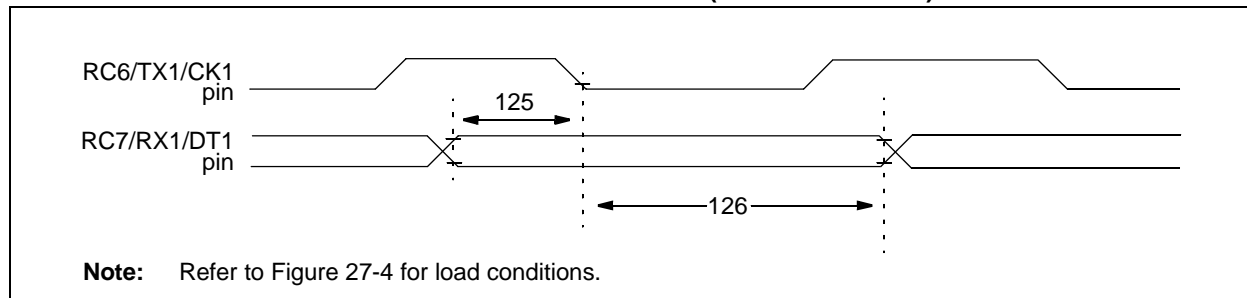 RC6/TX1/CK1
pin
125
RC7/RX1/DT1
pin
126
Note: Refer to Figure 27-4 for load conditions.